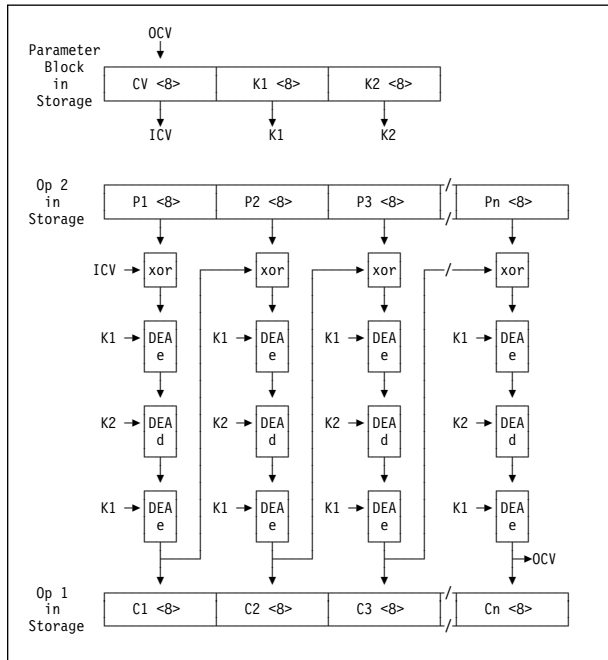 OCV
Parameter
Block
in
Storage
CV <8> K1 <8> K2 <8>
ICV K1 K2
Op 2
in
Storage
P1 <8> P2 <8> P3 <8> / / Pn <8>
ICV xor xor xor / xor
K1 DEA K1 DEA K1 DEA K1 DEA
e e e e
K2 DEA K2 DEA K2 DEA K2 DEA
d d d d
K1 DEA K1 DEA K1 DEA K1 DEA
e e e e
OCV
Op 1
in
Storage
C1 <8> C2 <8> C3 <8> / / Cn <8>